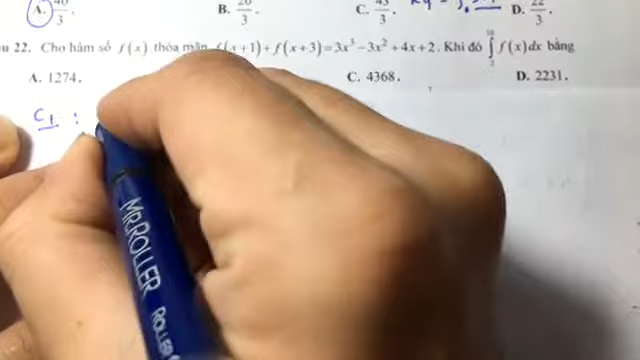 A. 40/3. B. 20/3. C. 43/3. D. 22/3.
22. Cho hàm số f(x) thỏa mãn f(x+1)+f(x+3)=3x³−3x²+4x+2. Khi đó ∫ f(x)dx bằng
A. 1274. C. 4368. D. 2231.
C1 :
MR.ROLLER ROLLER